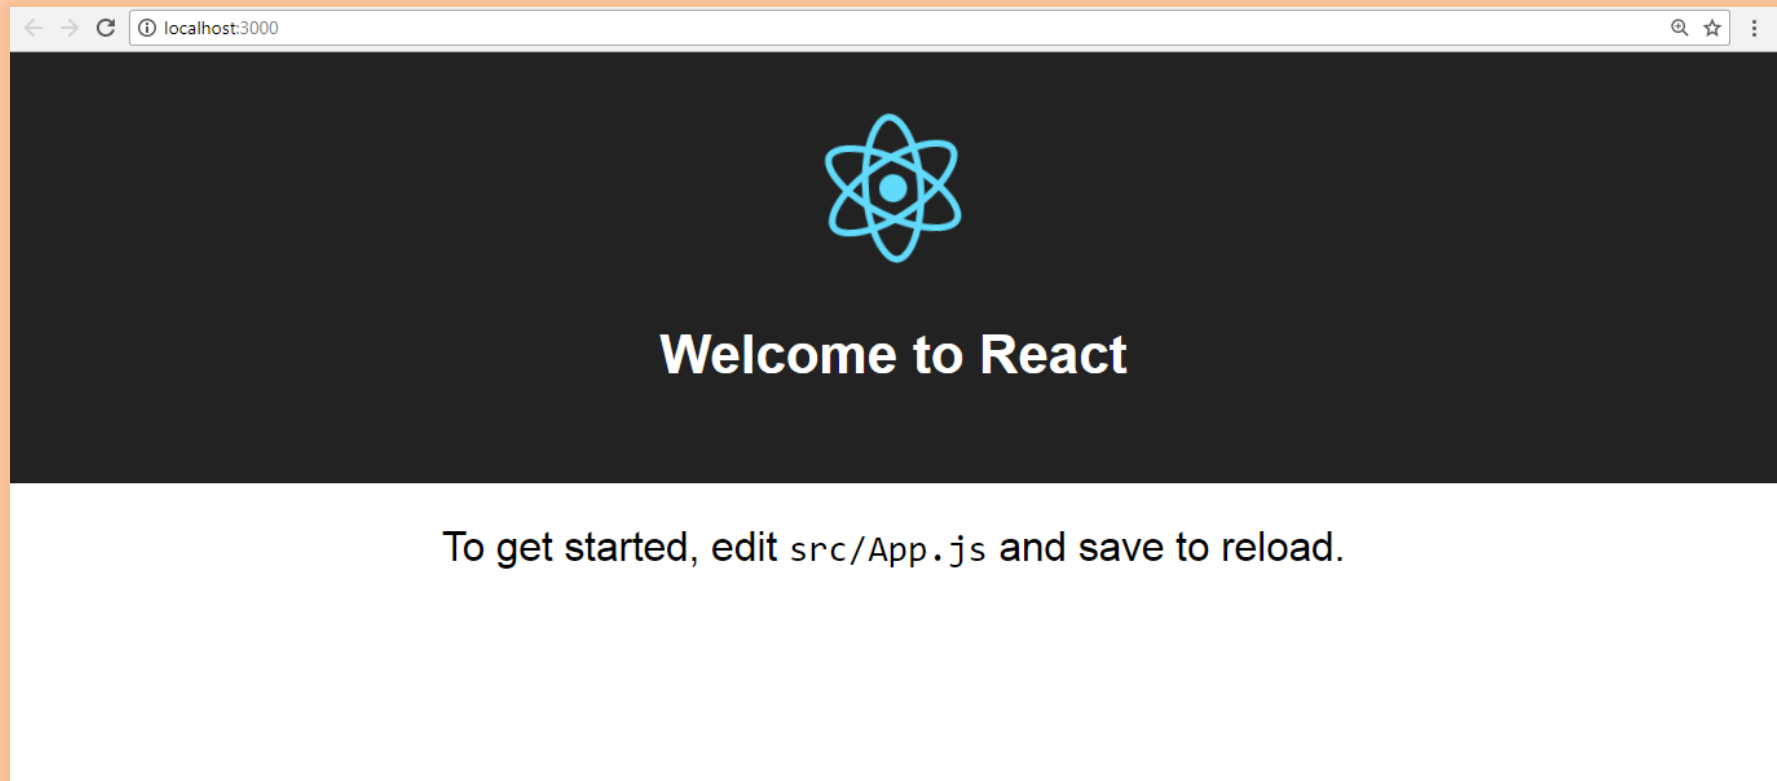 localhost:3000
Welcome to React
To get started, edit src/App.js and save to reload.